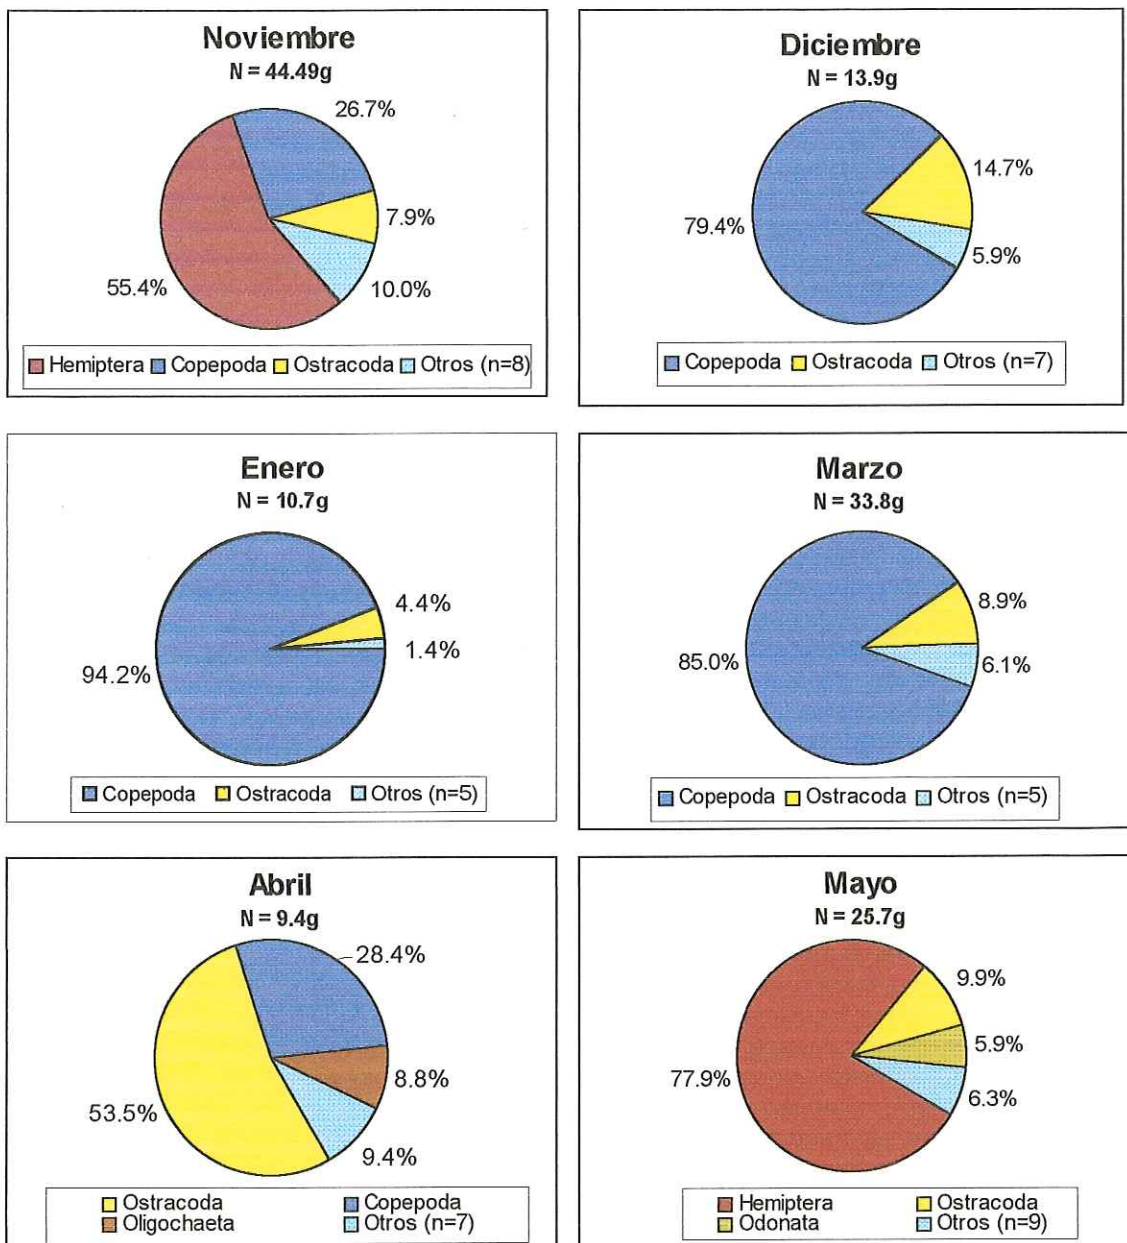 Noviembre
N = 44.49g
26.7%
7.9%
10.0%
55.4%
Hemiptera Copepoda Ostracoda Otros (n=8)
Diciembre
N = 13.9g
14.7%
79.4%
5.9%
Copepoda Ostracoda Otros (n=7)
Enero
N = 10.7g
4.4%
1.4%
94.2%
Copepoda Ostracoda Otros (n=5)
Marzo
N = 33.8g
8.9%
85.0%
6.1%
Copepoda Ostracoda Otros (n=5)
Abril
N = 9.4g
28.4%
8.8%
53.5%
9.4%
Ostracoda Copepoda
Oligochaeta Otros (n=7)
Mayo
N = 25.7g
9.9%
5.9%
77.9%
6.3%
Hemiptera Ostracoda
Odonata Otros (n=9)